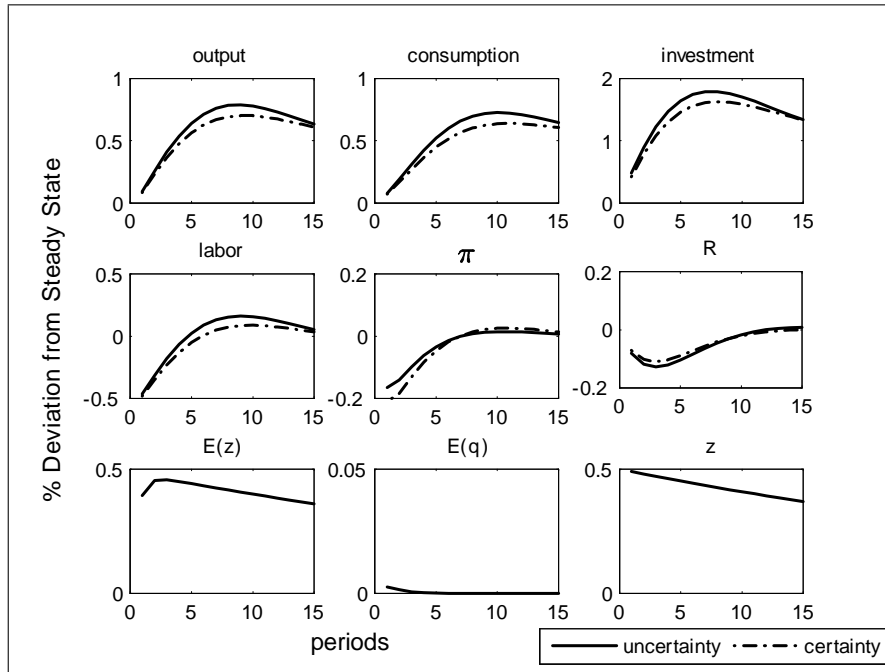 output consumption investment
1 1 2
0.5 0.5 1
0 0 0
0 5 10 15 0 5 10 15 0 5 10 15
labor π R
0.5 0.2 0.2
0 0 0
-0.5 -0.2 -0.2
0 5 10 15 0 5 10 15 0 5 10 15
E(z) E(q) z
0.5 0.05 0.5
0 0 0
0 5 10 15 0 5 10 15 0 5 10 15
% Deviation from Steady State
periods
uncertainty certainty